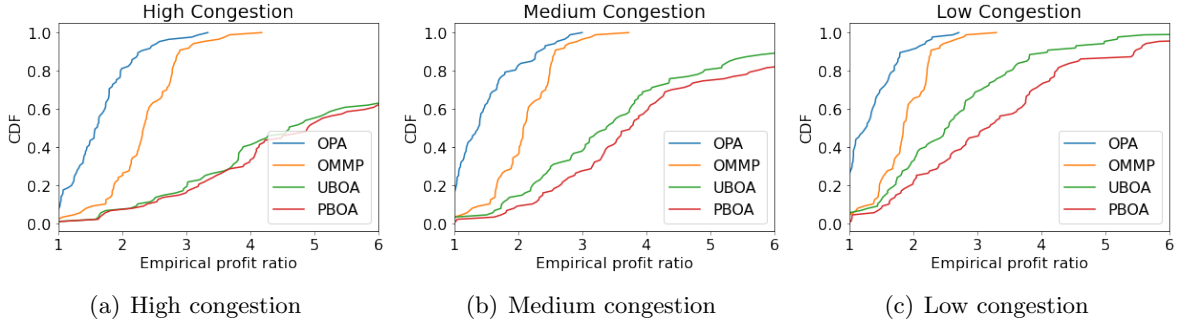 High Congestion
1.0
0.8
0.6
0.4
0.2
0.0
CDF
1 2 3 4 5 6
Empirical profit ratio
OPA
OMMP
UBOA
PBOA
(a) High congestion
Medium Congestion
1.0
0.8
0.6
0.4
0.2
0.0
CDF
1 2 3 4 5 6
Empirical profit ratio
OPA
OMMP
UBOA
PBOA
(b) Medium congestion
Low Congestion
1.0
0.8
0.6
0.4
0.2
0.0
CDF
1 2 3 4 5 6
Empirical profit ratio
OPA
OMMP
UBOA
PBOA
(c) Low congestion